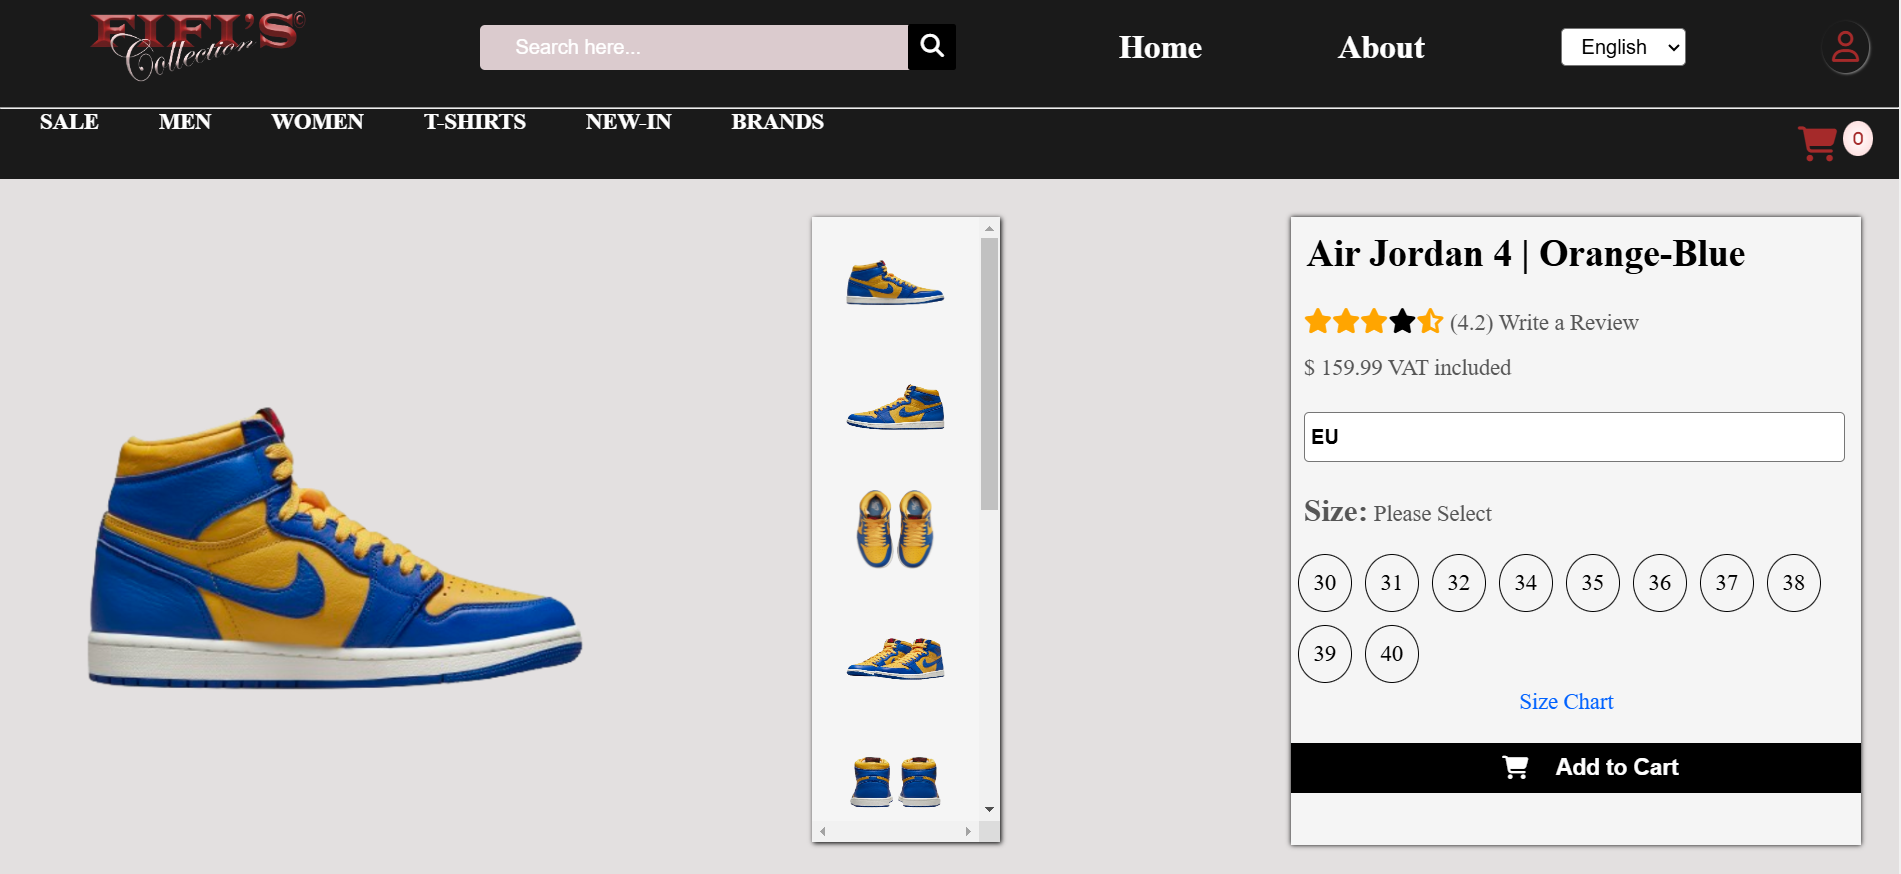 FIFI'S©
Collection
Search here...
Home
About
English
SALE
MEN
WOMEN
T-SHIRTS
NEW-IN
BRANDS
0
Air Jordan 4 | Orange-Blue
(4.2) Write a Review
$ 159.99 VAT included
EU
Size: Please Select
30 31 32 34 35 36 37 38
39 40
Size Chart
Add to Cart